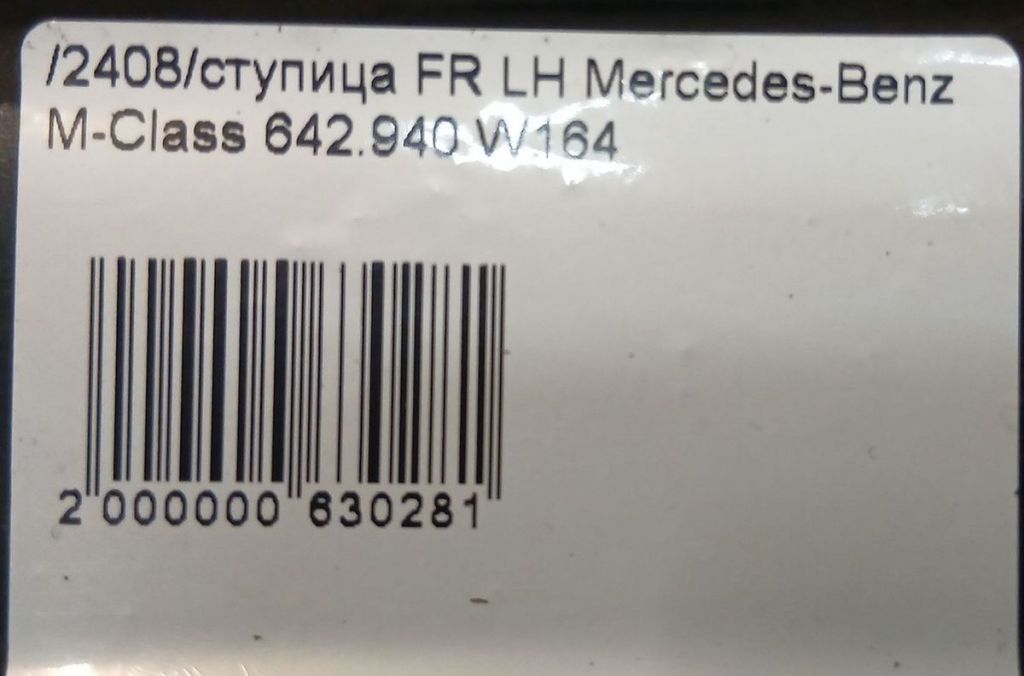 /2408/ступица FR LH Mercedes-Benz
M-Class 642.940 W164
2 000000 630281